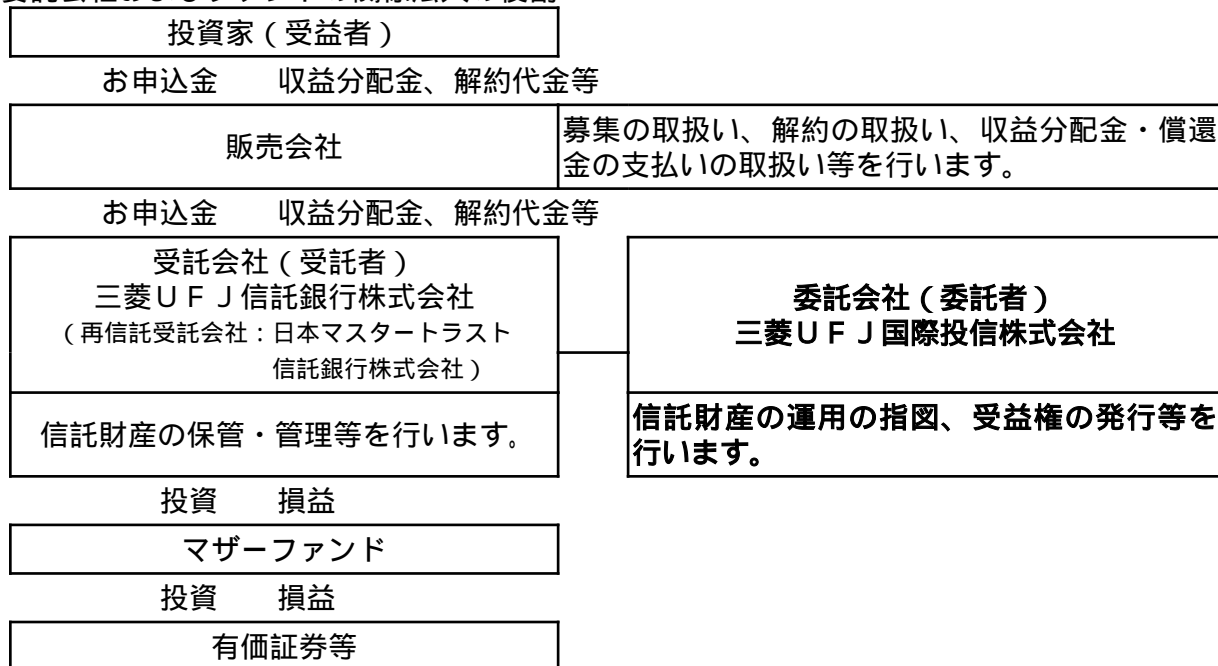 投資家（受益者）
お申込金　　収益分配金、解約代金等
販売会社
募集の取扱い、解約の取扱い、収益分配金・償還
金の支払いの取扱い等を行います。
お申込金　　収益分配金、解約代金等
受託会社（受託者）
三菱ＵＦＪ信託銀行株式会社
（再信託受託会社：日本マスタートラスト
信託銀行株式会社）
委託会社（委託者）
三菱ＵＦＪ国際投信株式会社
信託財産の保管・管理等を行います。
信託財産の運用の指図、受益権の発行等を
行います。
投資　　損益
マザーファンド
投資　　損益
有価証券等